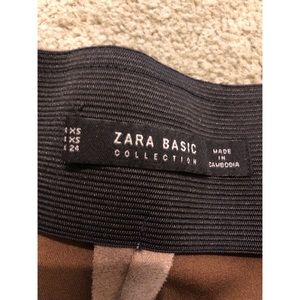 XS
XS
24
ZARA BASIC
COLLECTION
MADE
IN
CAMBODIA